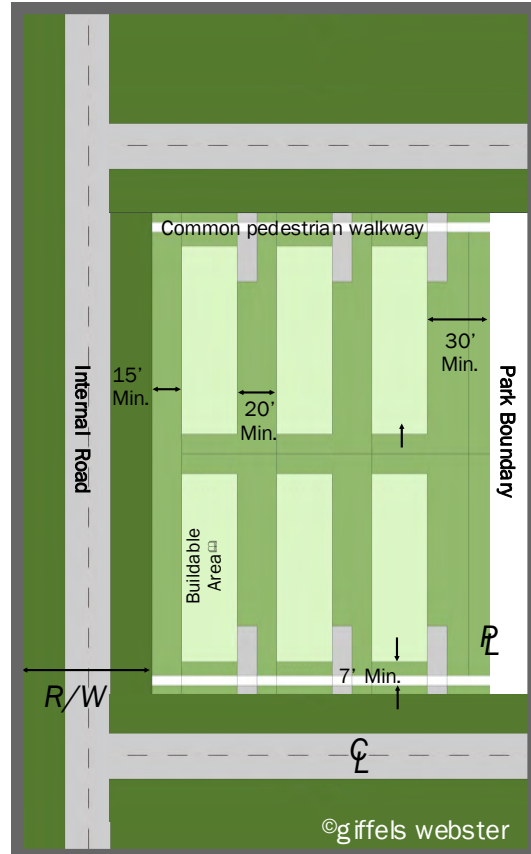 Common pedestrian walkway
30’
Min.
15’
Min.
20’
Min.
Internal Road
Park Boundary
Buildable
Area
PL
7’ Min.
R/W
CL
©giffels webster